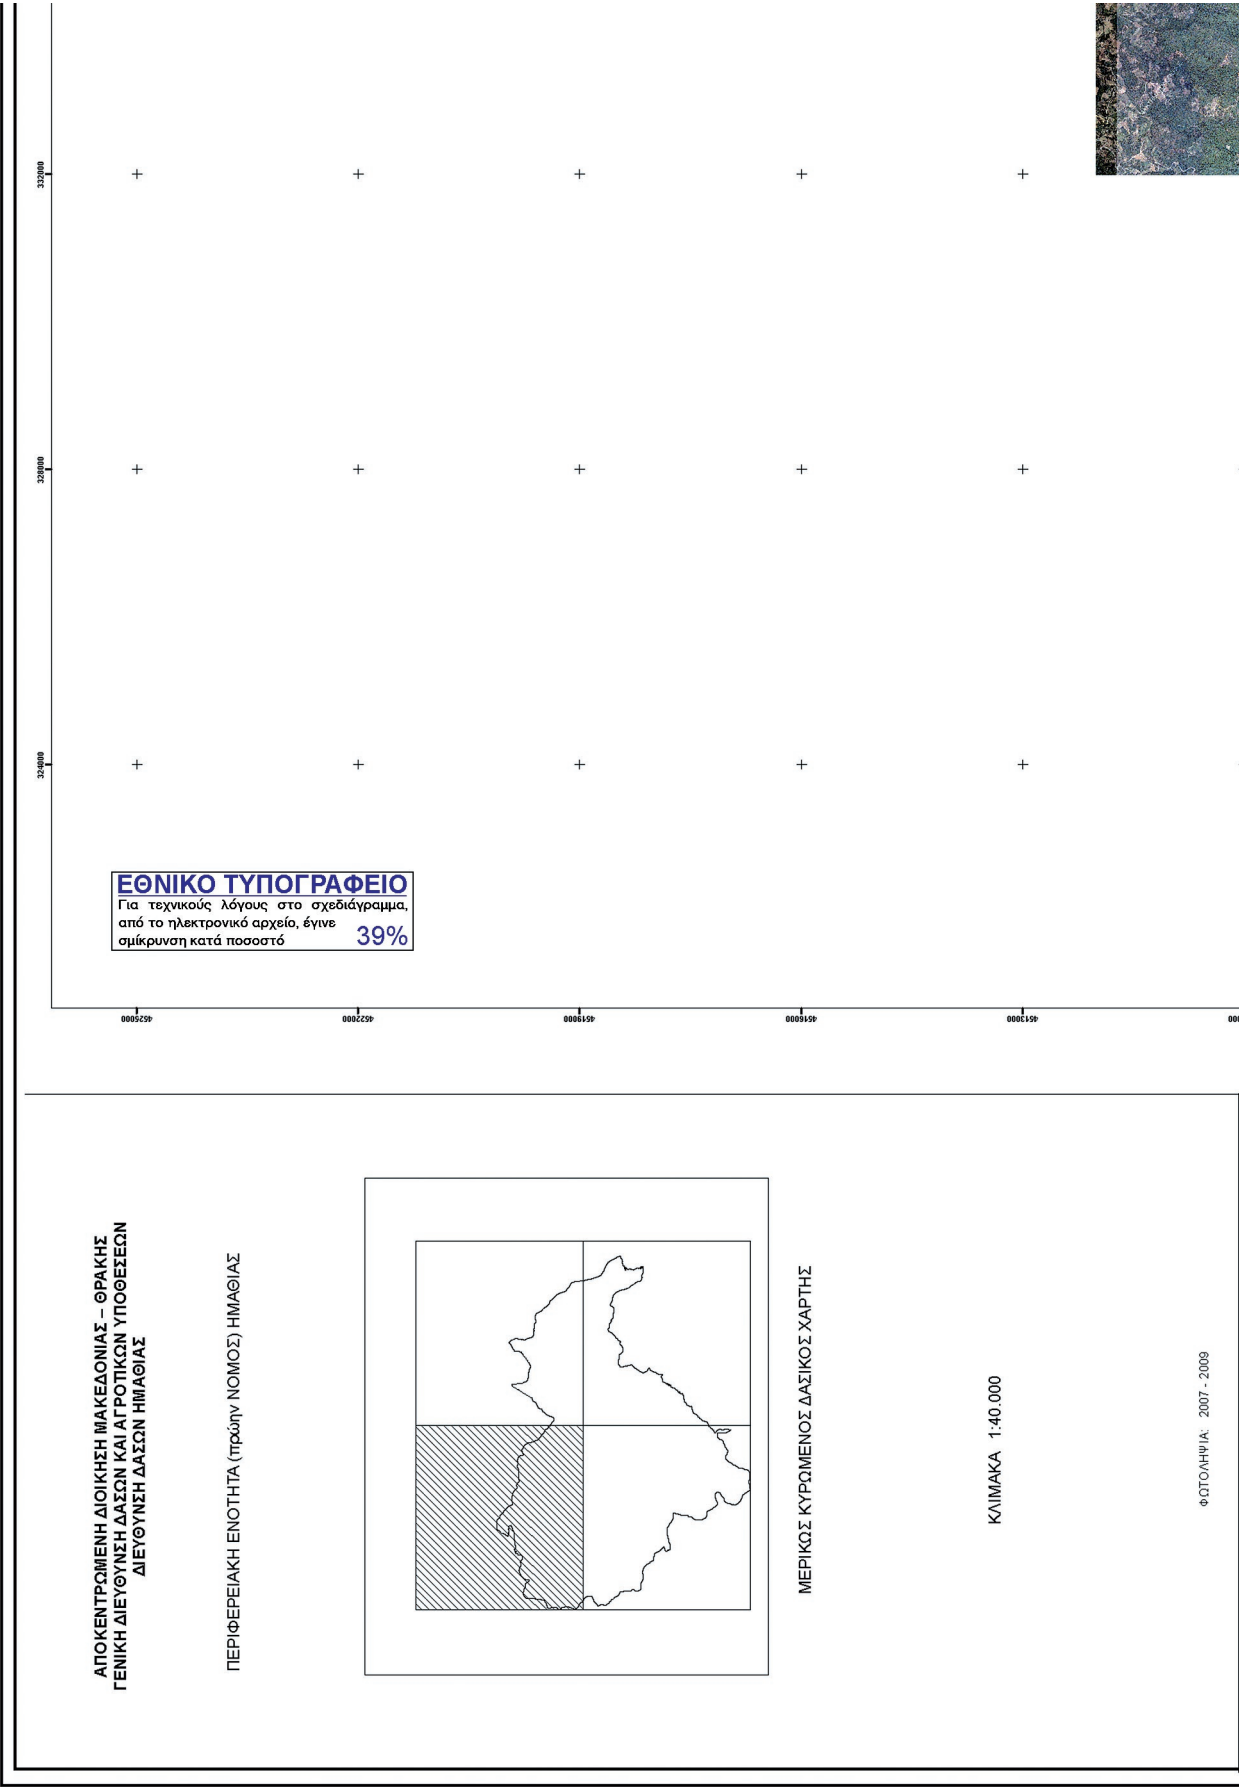 332000
328000
324000
ΕΘΝΙΚΟ ΤΥΠΟΓΡΑΦΕΙΟ
Για τεχνικούς λόγους στο σχεδιάγραμμα,
από το ηλεκτρονικό αρχείο, έγινε
σμίκρυνση κατά ποσοστό 39%
4525000
4522000
4519000
4516000
4513000
ΑΠΟΚΕΝΤΡΩΜΕΝΗ ΔΙΟΙΚΗΣΗ ΜΑΚΕΔΟΝΙΑΣ – ΘΡΑΚΗΣ
ΓΕΝΙΚΗ ΔΙΕΥΘΥΝΣΗ ΔΑΣΩΝ ΚΑΙ ΑΓΡΟΤΙΚΩΝ ΥΠΟΘΕΣΕΩΝ
ΔΙΕΥΘΥΝΣΗ ΔΑΣΩΝ ΗΜΑΘΙΑΣ
ΠΕΡΙΦΕΡΕΙΑΚΗ ΕΝΟΤΗΤΑ (πρώην ΝΟΜΟΣ) ΗΜΑΘΙΑΣ
ΜΕΡΙΚΩΣ ΚΥΡΩΜΕΝΟΣ ΔΑΣΙΚΟΣ ΧΑΡΤΗΣ
ΚΛΙΜΑΚΑ 1:40.000
ΦΩΤΟΛΗΨΙΑ: 2007 - 2009